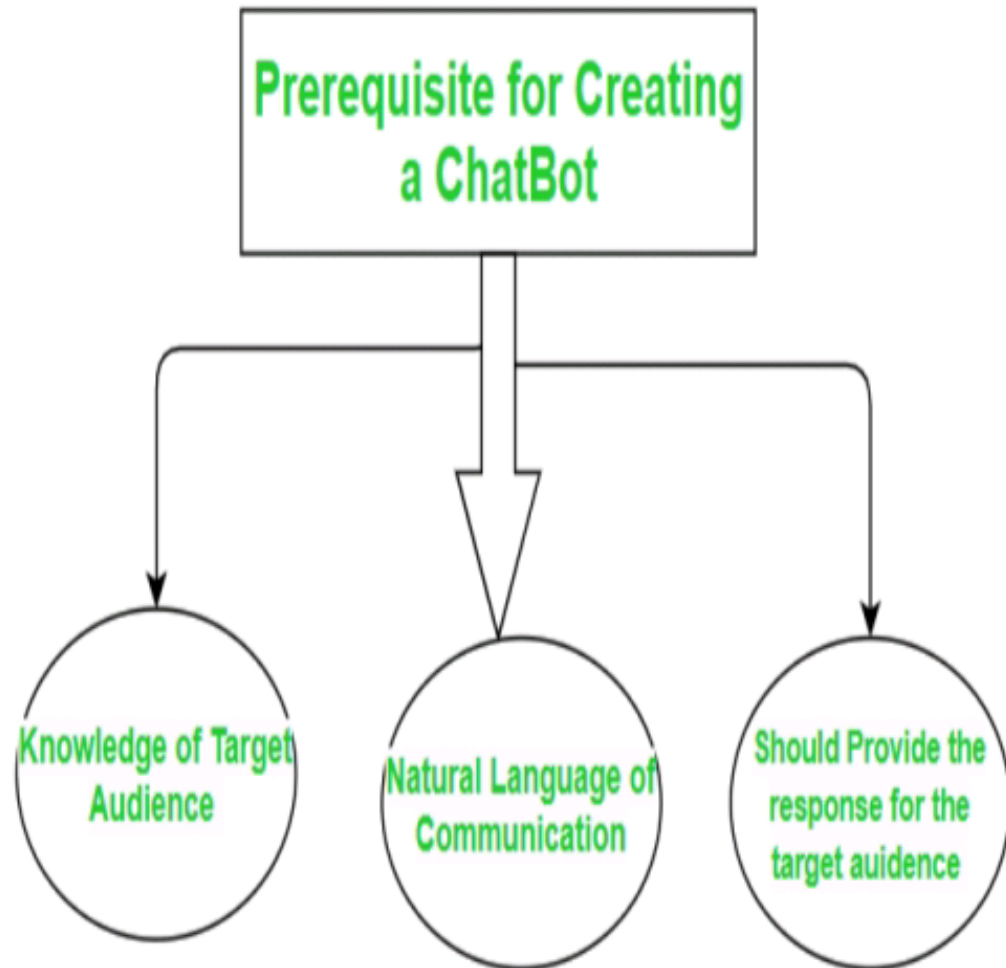 Prerequisite for Creating
a ChatBot
Knowledge of Target
Audience
Natural Language of
Communication
Should Provide the
response for the
target auidence